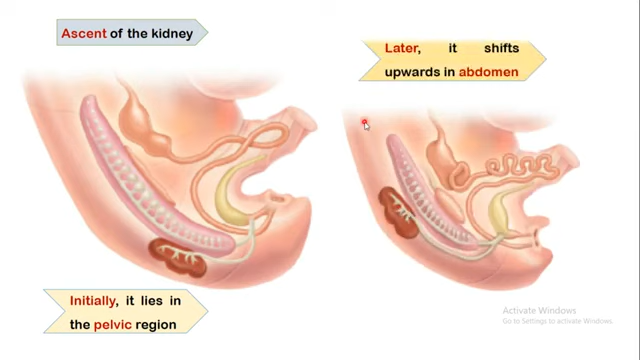 Ascent of the kidney
Later, it shifts
upwards in abdomen
Initially, it lies in
the pelvic region
Activate Windows
Go to Settings to activate Windows.